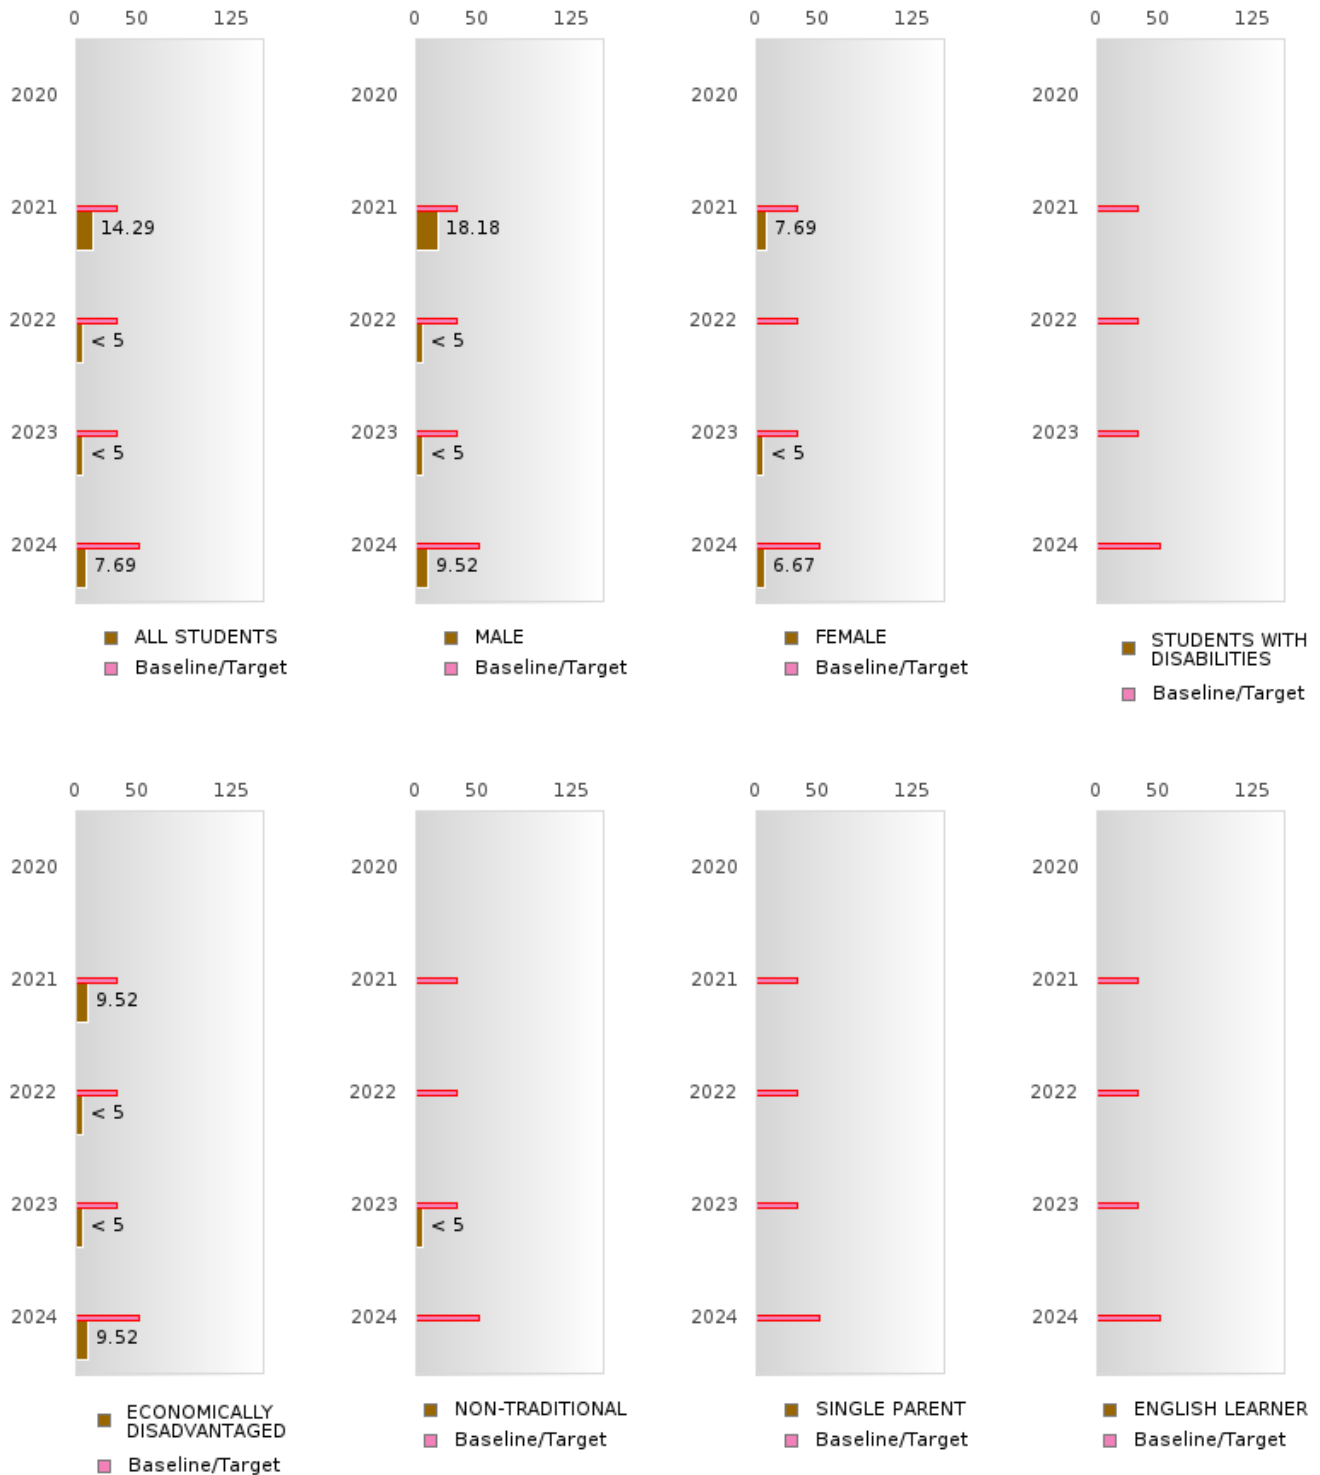 0 50 125 0 50 125 0 50 125 0 50 125
2020 2020 2020 2020
2021 2021 2021 2021
14.29 18.18 7.69
2022 2022 2022 2022
< 5 < 5
2023 2023 2023 2023
< 5 < 5 < 5
2024 2024 2024 2024
7.69 9.52 6.67
ALL STUDENTS MALE FEMALE STUDENTS WITH
DISABILITIES
Baseline/Target Baseline/Target Baseline/Target Baseline/Target
0 50 125 0 50 125 0 50 125 0 50 125
2020 2020 2020 2020
2021 2021 2021 2021
9.52
2022 2022 2022 2022
< 5
2023 2023 2023 2023
< 5 < 5
2024 2024 2024 2024
9.52
ECONOMICALLY NON-TRADITIONAL SINGLE PARENT ENGLISH LEARNER
DISADVANTAGED
Baseline/Target Baseline/Target Baseline/Target Baseline/Target